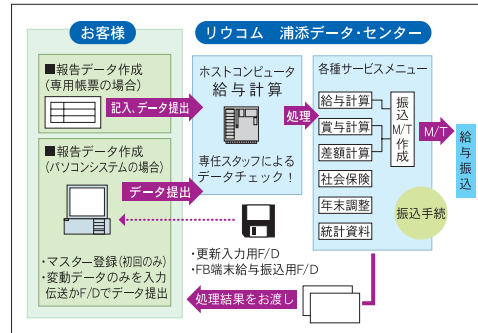 お客様
■報告データ作成
(専用帳票の場合)
記入、データ提出
■報告データ作成
(パソコンシステムの場合)
データ提出
・マスター登録(初回のみ)
・変動データのみを入力
伝送かF/Dでデータ提出
リウコム 浦添データ・センター
ホストコンピュータ
給与計算
専任スタッフによる
データチェック!
処理
各種サービスメニュー
給与計算
賞与計算
差額計算
社会保険
年末調整
統計資料
振込M/T作成
M/T
給与振込
振込手続
・更新入力用F/D
・FB端末給与振込用F/D
処理結果をお渡し